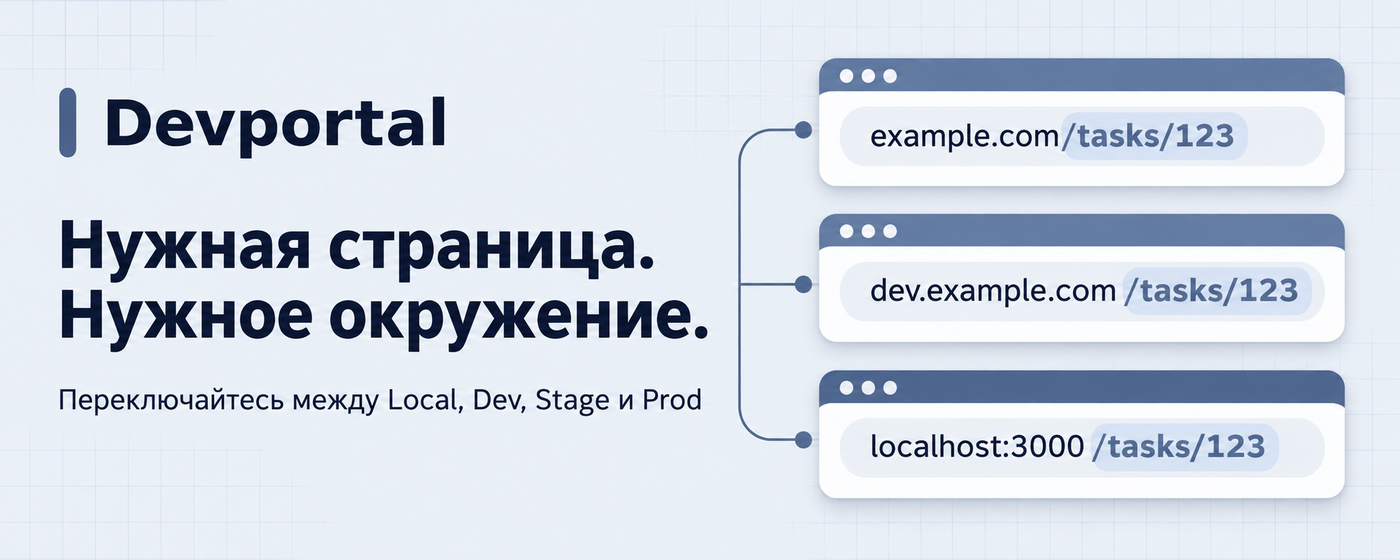 Devportal
Нужная страница.
Нужное окружение.
Переключайтесь между Local, Dev, Stage и Prod
example.com/tasks/123
dev.example.com /tasks/123
localhost:3000 /tasks/123